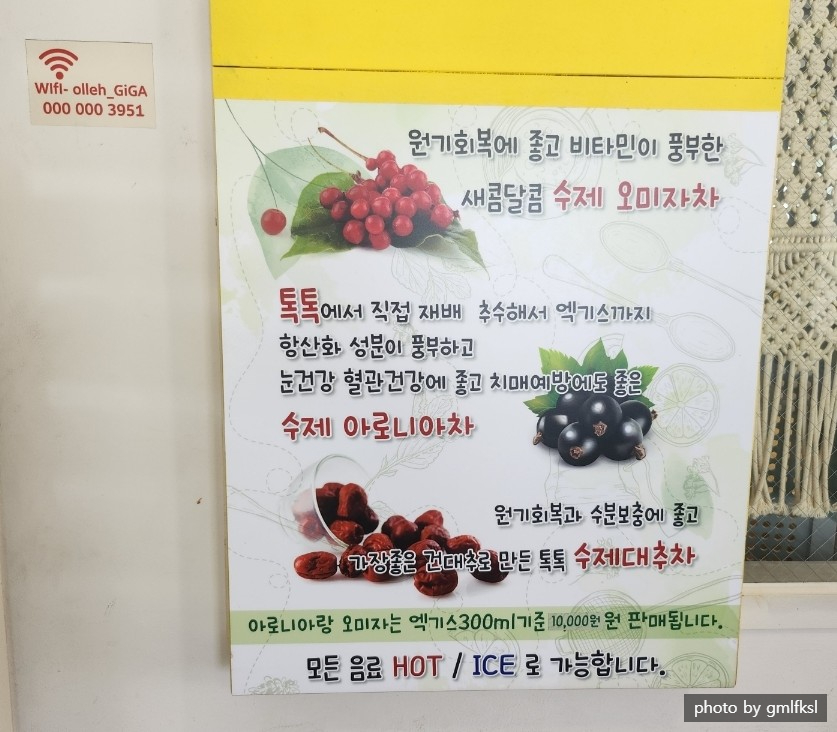 WIfI- olleh_GiGA
000 000 3951
원기회복에 좋고 비타민이 풍부한
새콤달콤 수제 오미자차
톡톡에서 직접 재배 추수해서 엑기스까지
항산화 성분이 풍부하고
눈건강 혈관건강에 좋고 치매예방에도 좋은
수제 아로니아차
원기회복과 수분보충에 좋고
가장좋은 건대추로 만든 톡톡 수제대추차
아로니아랑 오미자는 엑기스300ml기준 10,000원 원 판매됩니다.
모든 음료 HOT / ICE 로 가능합니다.
photo by gmlfksl